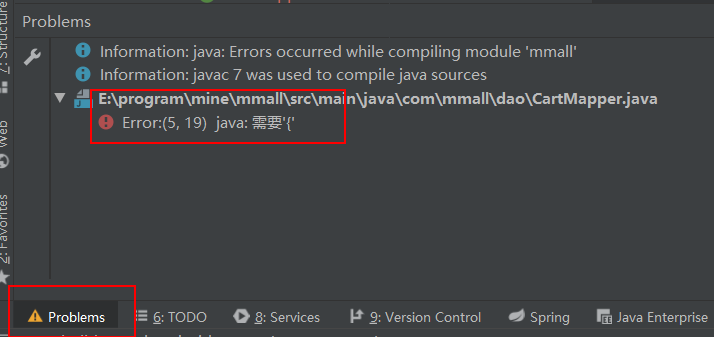 Problems
Information: java: Errors occurred while compiling module 'mmall'
Information: javac 7 was used to compile java sources
E:\program\mine\mmall\src\main\java\com\mmall\dao\CartMapper.java
Error:(5, 19) java: 需要'{'
Z: Structure
Web
2: Favorites
Problems 6: TODO 8: Services 9: Version Control Spring Java Enterprise